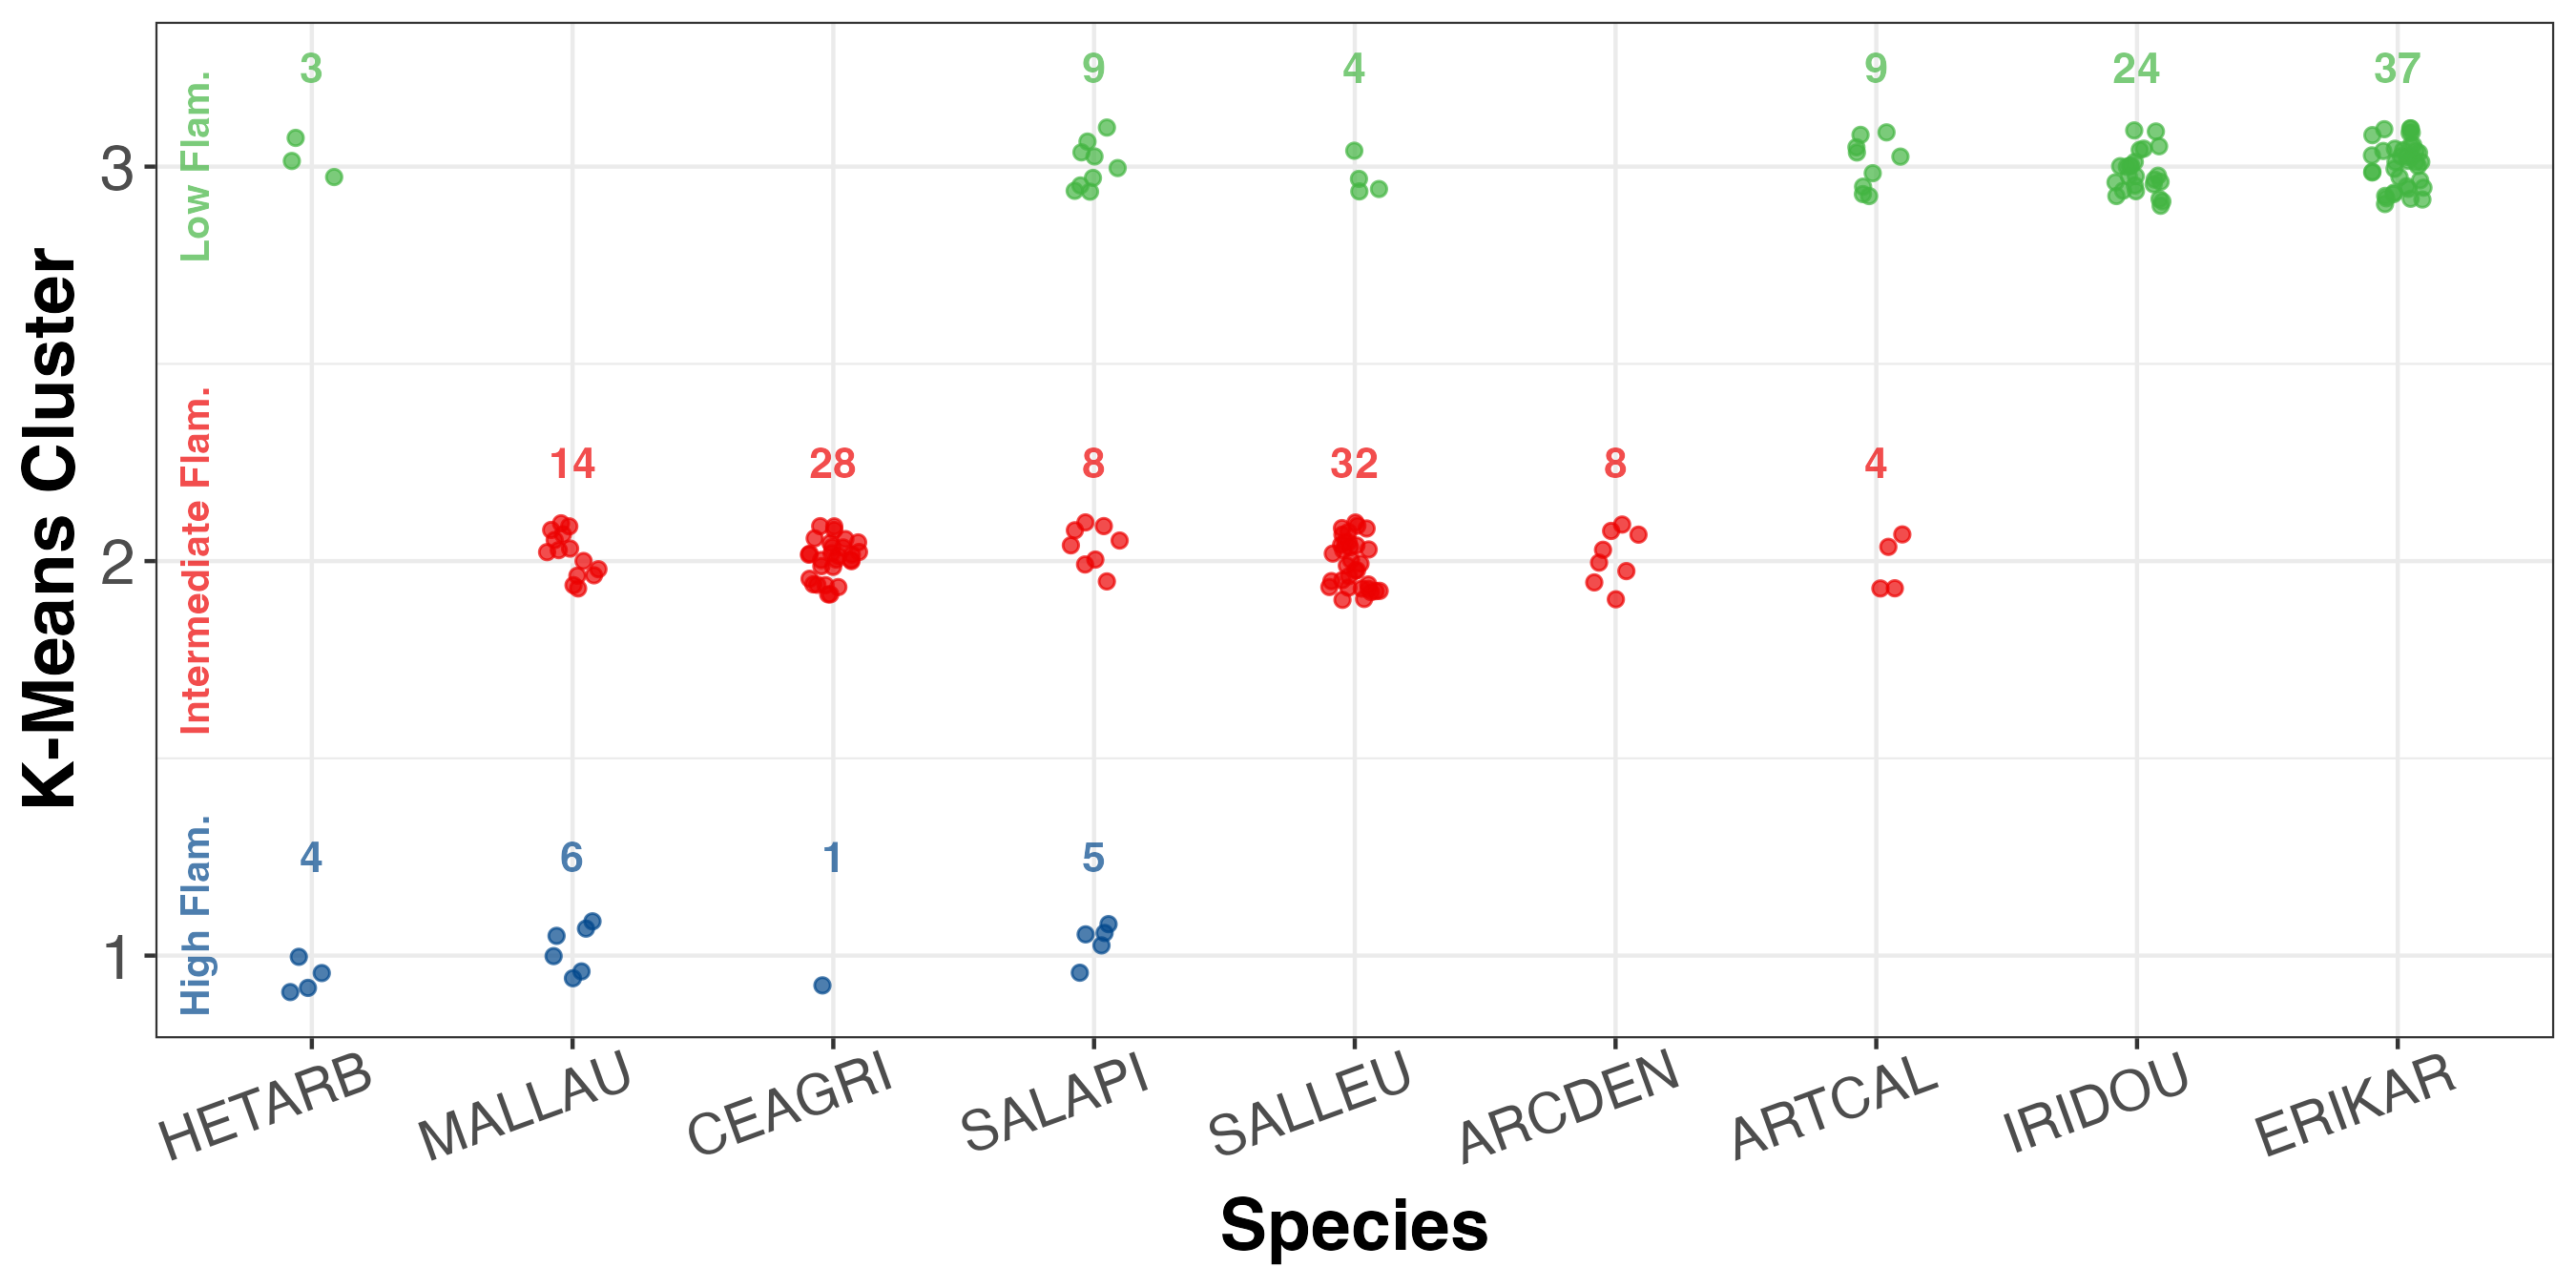 K-Means Cluster
3
2
1
Low Flam.
3
9
4
9
24
37
Intermediate Flam.
14
28
8
32
8
4
High Flam.
4
6
1
5
HETARB
MALLAU
CEAGRI
SALAPI
SALLEU
ARCDEN
ARTCAL
IRIDOU
ERIKAR
Species